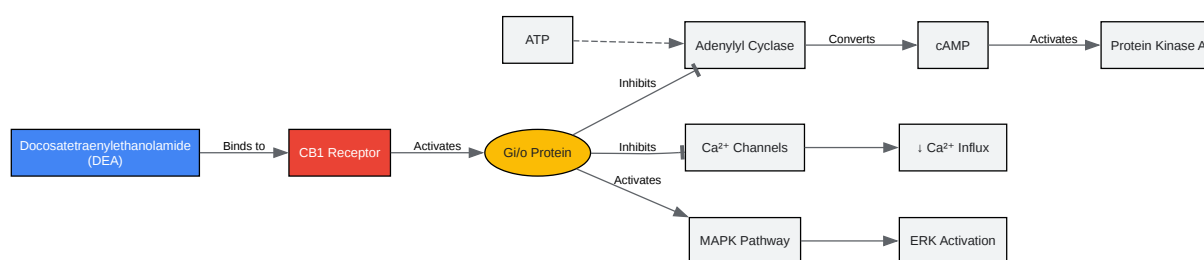 ATP
Adenylyl Cyclase
Converts
cAMP
Activates
Protein Kinase A
Inhibits
Docosatetraenylethanolamide
(DEA)
Binds to
CB1 Receptor
Activates
Gi/o Protein
Inhibits
Ca²⁺ Channels
↓ Ca²⁺ Influx
Activates
MAPK Pathway
ERK Activation